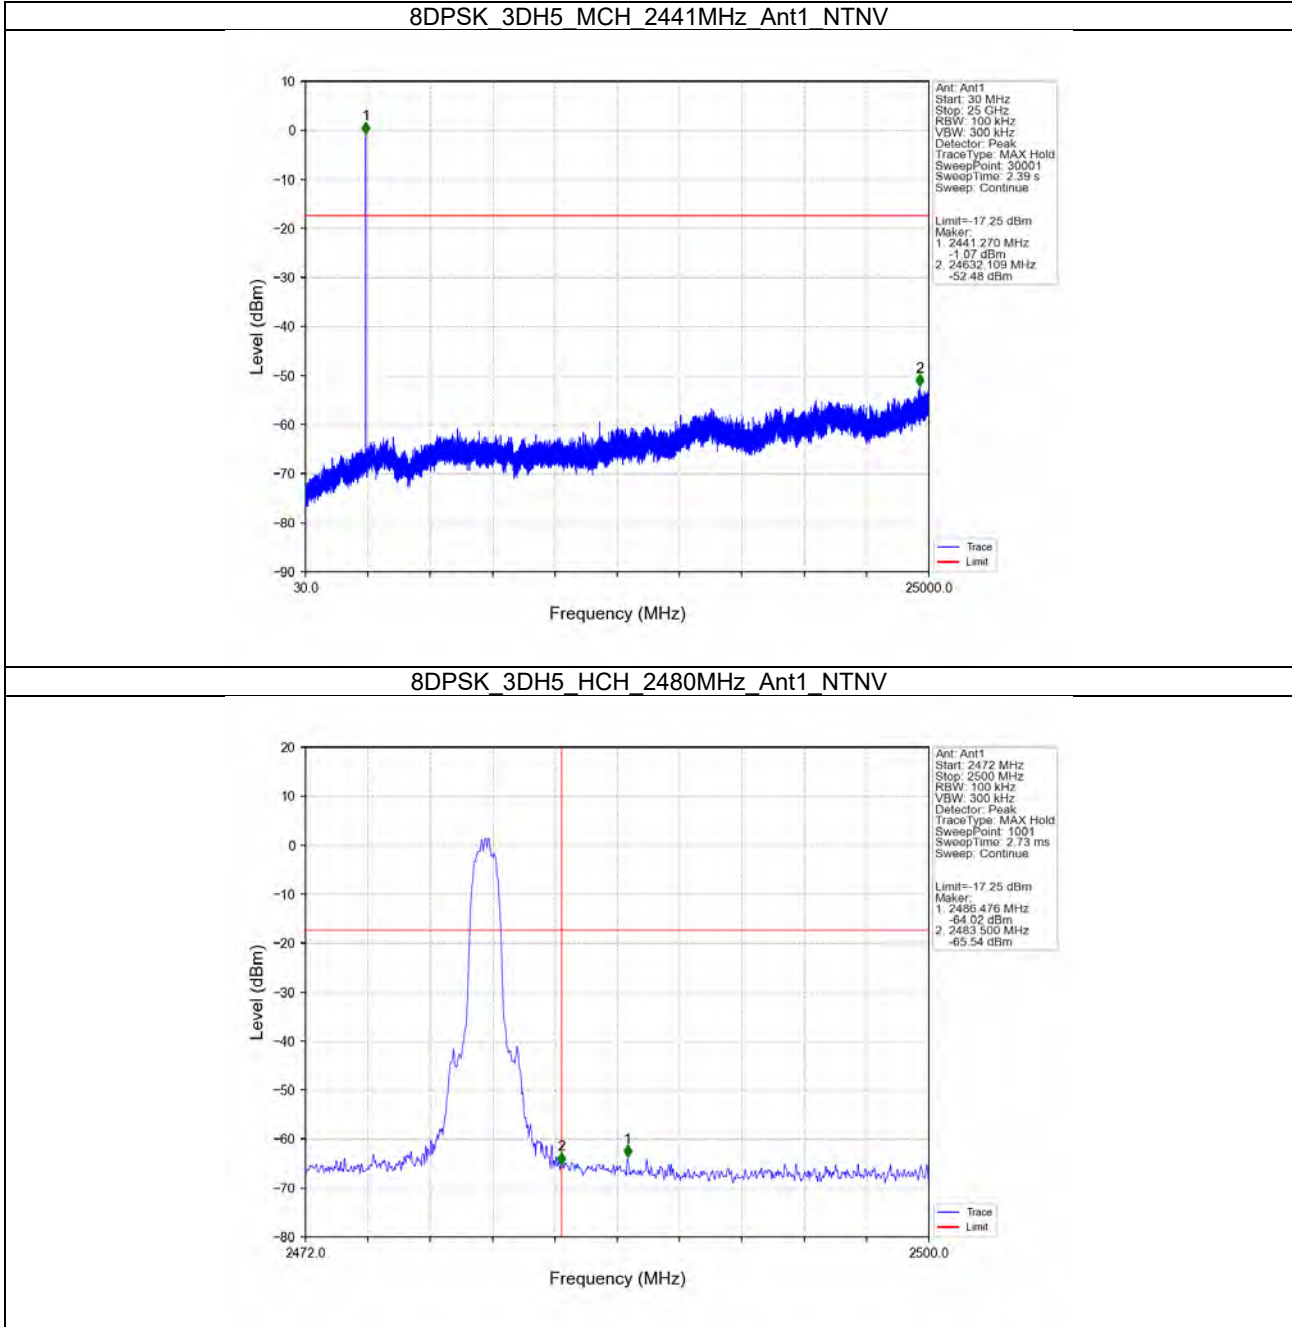 8DPSK_3DH5_MCH_2441MHz_Ant1_NTNV
10
0
−10
−20
−30
−40
−50
−60
−70
−80
−90
Level (dBm)
1
2
30.0
25000.0
Frequency (MHz)
Ant: Ant1
Start: 30 MHz
Stop: 25 GHz
RBW: 100 kHz
VBW: 300 kHz
Detector: Peak
TraceType: MAX Hold
SweepPoint: 30001
SweepTime: 2.39 s
Sweep: Continue
Limit=-17.25 dBm
Maker:
1. 2441.270 MHz
-1.07 dBm
2. 24632.109 MHz
-52.48 dBm
Trace
Limit
8DPSK_3DH5_HCH_2480MHz_Ant1_NTNV
20
10
0
−10
−20
−30
−40
−50
−60
−70
−80
Level (dBm)
2
1
2472.0
2500.0
Frequency (MHz)
Ant: Ant1
Start: 2472 MHz
Stop: 2500 MHz
RBW: 100 kHz
VBW: 300 kHz
Detector: Peak
TraceType: MAX Hold
SweepPoint: 1001
SweepTime: 2.73 ms
Sweep: Continue
Limit=-17.25 dBm
Maker:
1. 2486.476 MHz
-64.02 dBm
2. 2483.500 MHz
-65.54 dBm
Trace
Limit